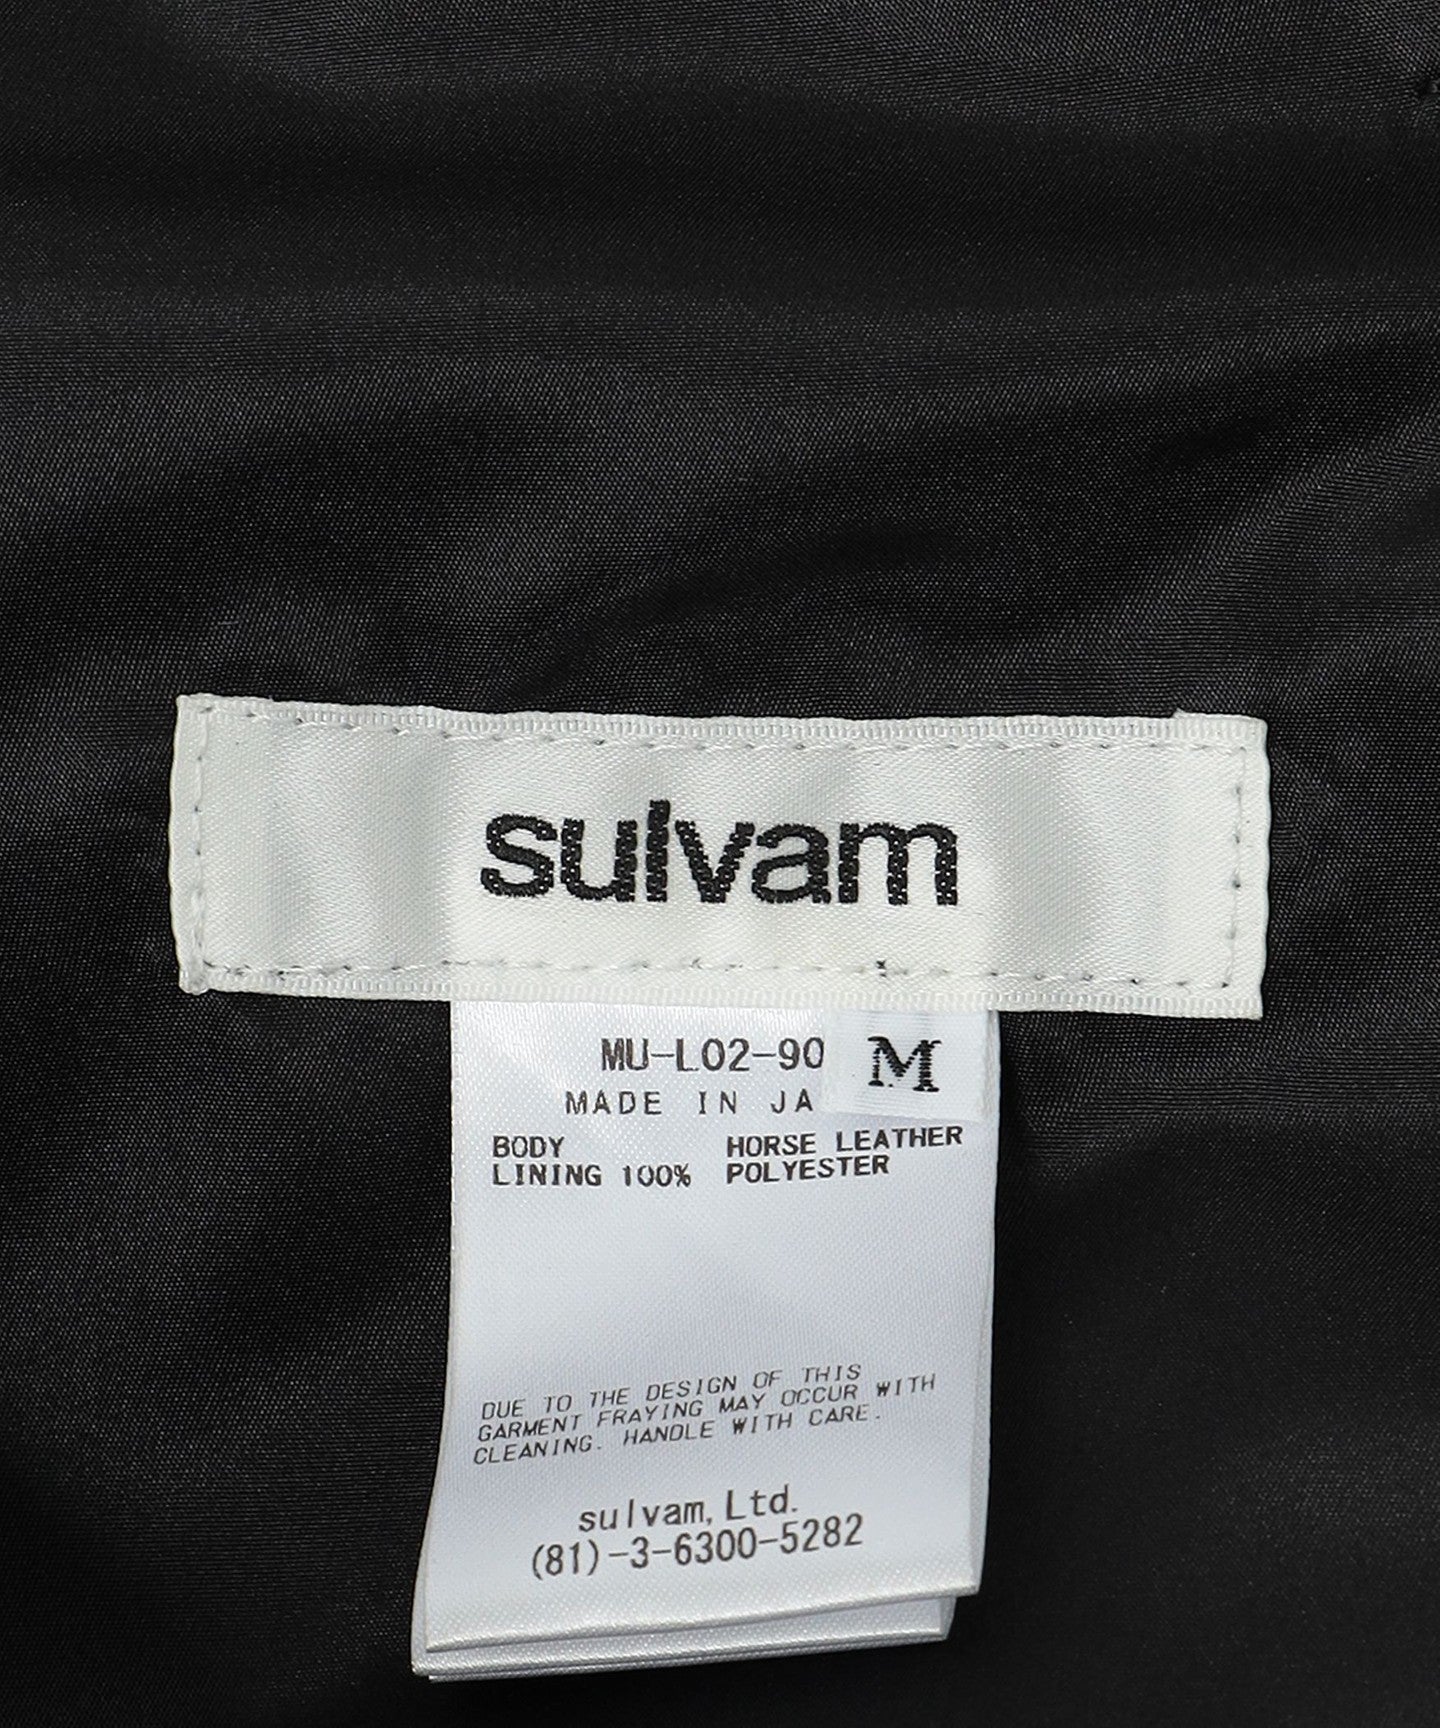 sulvam
MU-L02-90
M
MADE IN JA
BODY HORSE LEATHER
LINING 100% POLYESTER
DUE TO THE DESIGN OF THIS
GARMENT FRAYING MAY OCCUR WITH
CLEANING. HANDLE WITH CARE.
sulvam, Ltd.
(81)-3-6300-5282